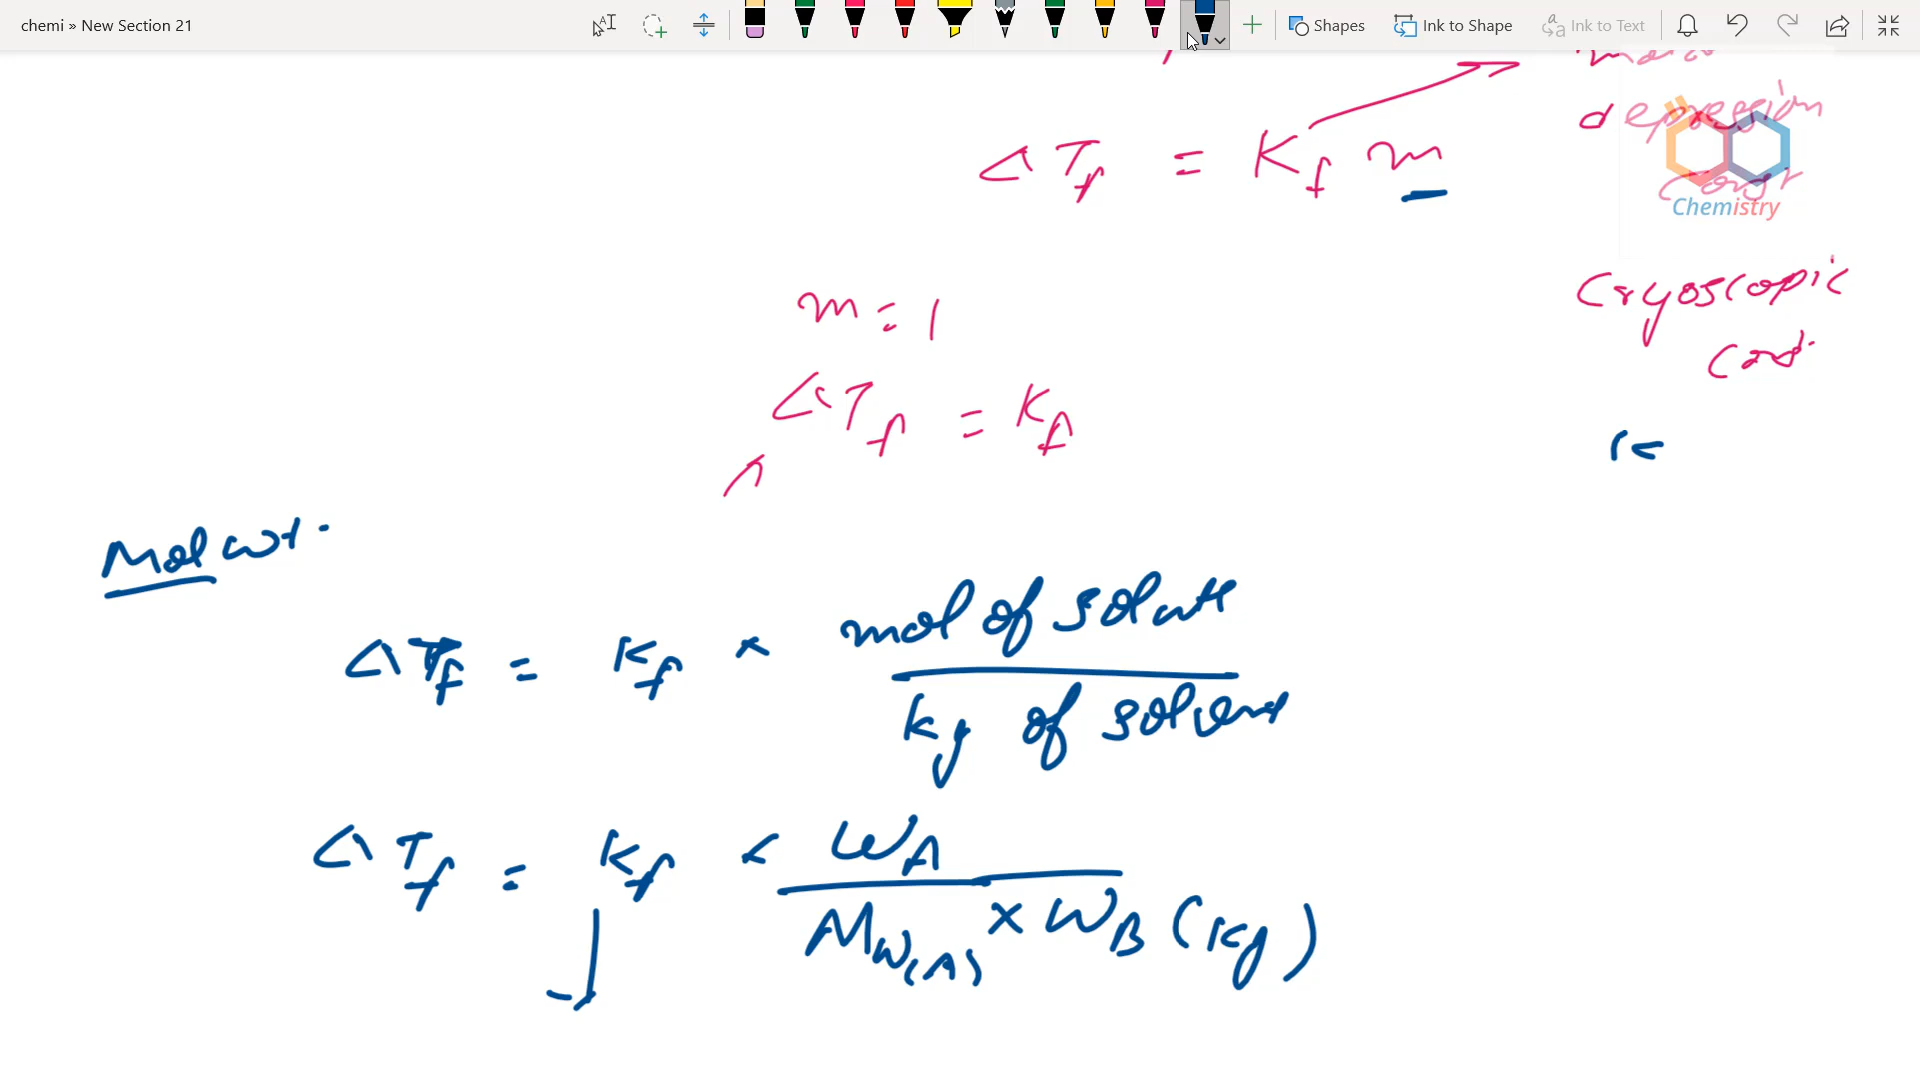 chemi » New Section 21
Shapes
Ink to Shape
Ink to Text
depression
const
Chemistry
ΔTf = Kf m
Cryoscopic
const.
m = 1
ΔTf = Kf
Mol wt.
ΔTf = Kf × mol of solute
kg of solvent
ΔTf = Kf × WA
MW(A) × WB (kg)